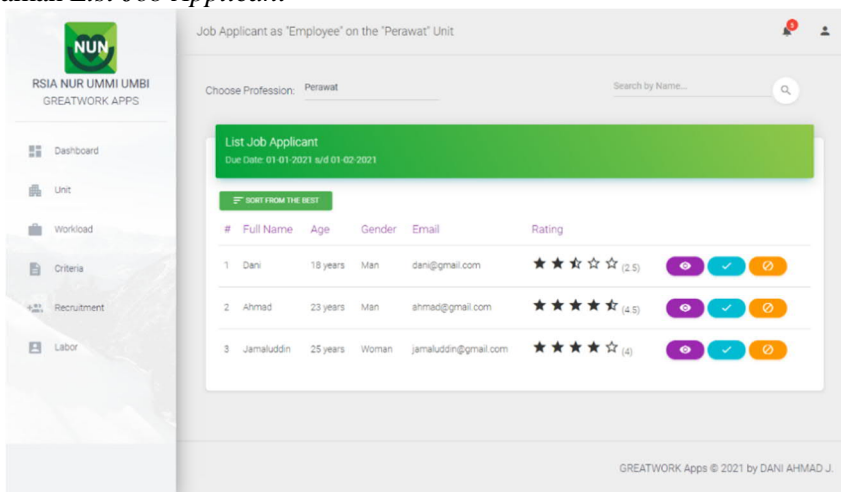 List Job Applicant
Job Applicant as "Employee" on the "Perawat" Unit
5
NUN
RSIA NUR UMMI UMBI
GREATWORK APPS
Dashboard
Unit
Workload
Criteria
Recruitment
Labor
Choose Profession: Perawat
Search by Name...
List Job Applicant
Due Date: 01-01-2021 s/d 01-02-2021
SORT FROM THE BEST
# Full Name Age Gender Email Rating
1 Dani 18 years Man dani@gmail.com (2.5)
2 Ahmad 23 years Man ahmad@gmail.com (4.5)
3 Jamaluddin 25 years Woman jamaluddin@gmail.com (4)
GREATWORK Apps © 2021 by DANI AHMAD J.